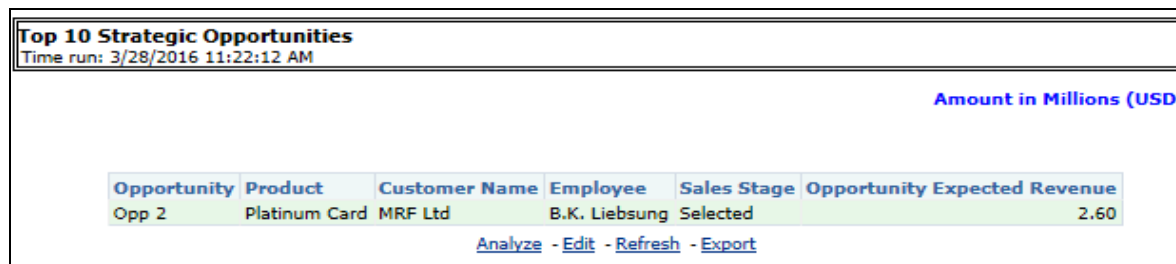 Top 10 Strategic Opportunities
Time run: 3/28/2016 11:22:12 AM
Amount in Millions (USD
Opportunity Product Customer Name Employee Sales Stage Opportunity Expected Revenue
Opp 2 Platinum Card MRF Ltd B.K. Liebsung Selected 2.60
Analyze - Edit - Refresh - Export